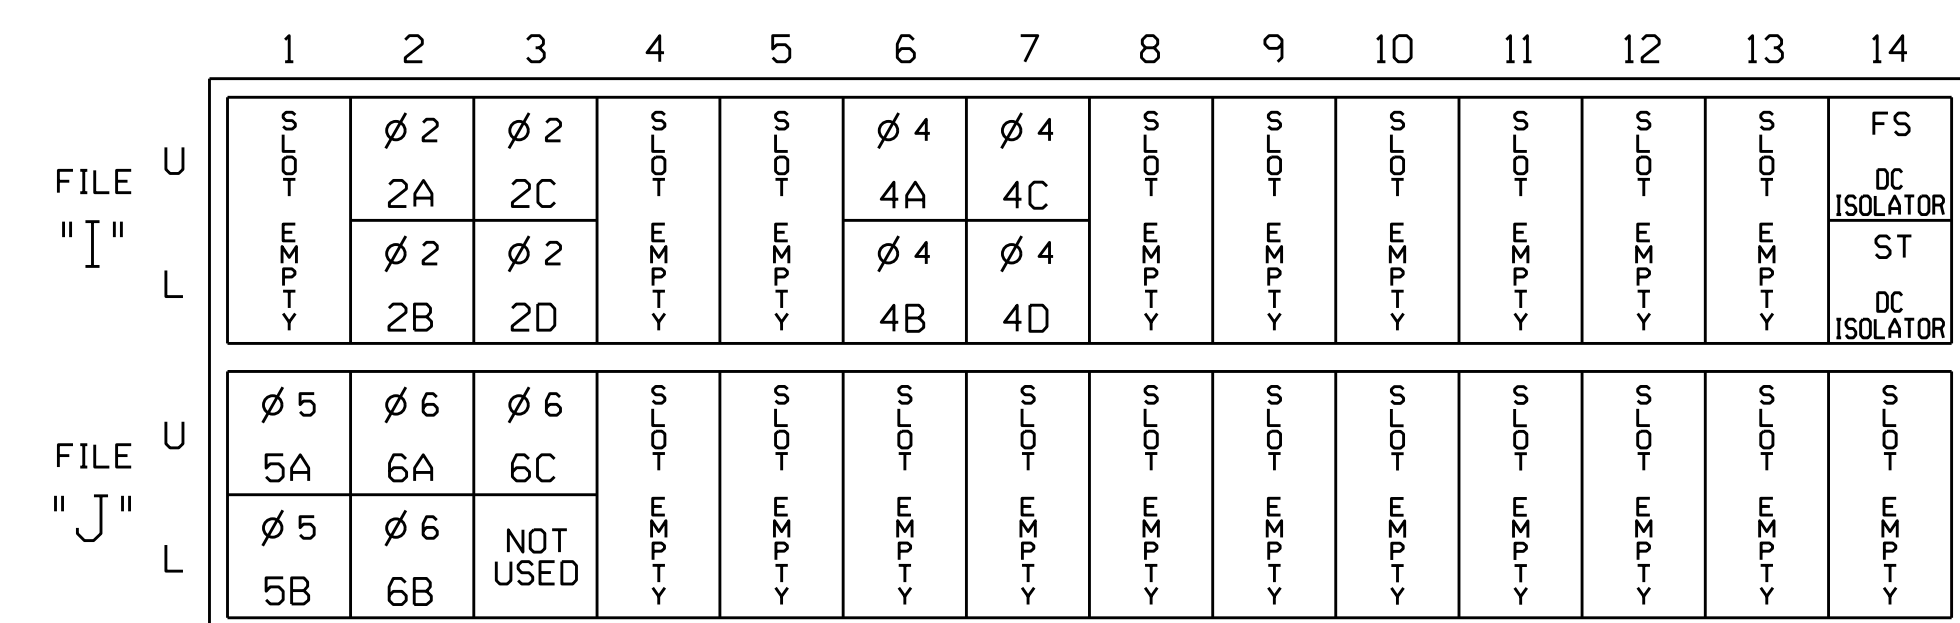 1 2 3 4 5 6 7 8 9 10 11 12 13 14
FILE "I"
U
L
SLOT EMPTY
Ø 2
2A
Ø 2
2B
Ø 2
2C
Ø 2
2D
SLOT EMPTY
SLOT EMPTY
Ø 4
4A
Ø 4
4B
Ø 4
4C
Ø 4
4D
SLOT EMPTY
SLOT EMPTY
SLOT EMPTY
SLOT EMPTY
SLOT EMPTY
SLOT EMPTY
FS
DC
ISOLATOR
ST
DC
ISOLATOR
FILE "J"
U
L
Ø 5
5A
Ø 5
5B
Ø 6
6A
Ø 6
6B
Ø 6
6C
NOT
USED
SLOT EMPTY
SLOT EMPTY
SLOT EMPTY
SLOT EMPTY
SLOT EMPTY
SLOT EMPTY
SLOT EMPTY
SLOT EMPTY
SLOT EMPTY
SLOT EMPTY
SLOT EMPTY